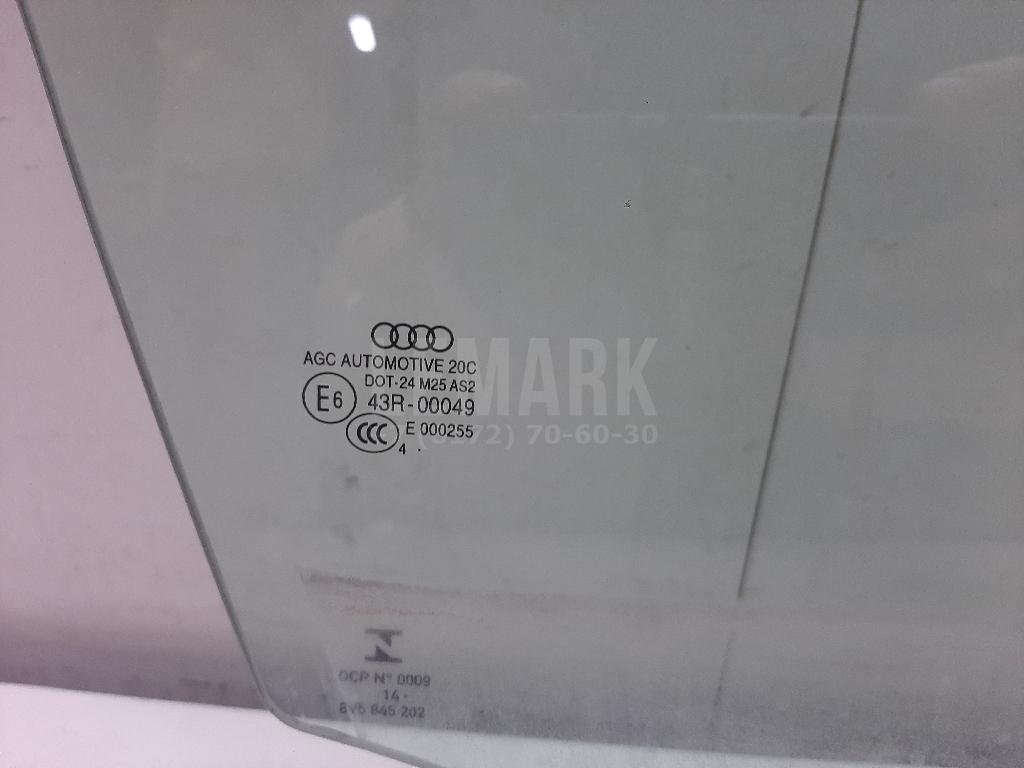 AGC AUTOMOTIVE 20C
DOT-24 M25 AS2
E6 43R-00049
CCC E 000255
4 .
MARK
70-60-30
OCP N° 0009
14 .
8V5 845 202